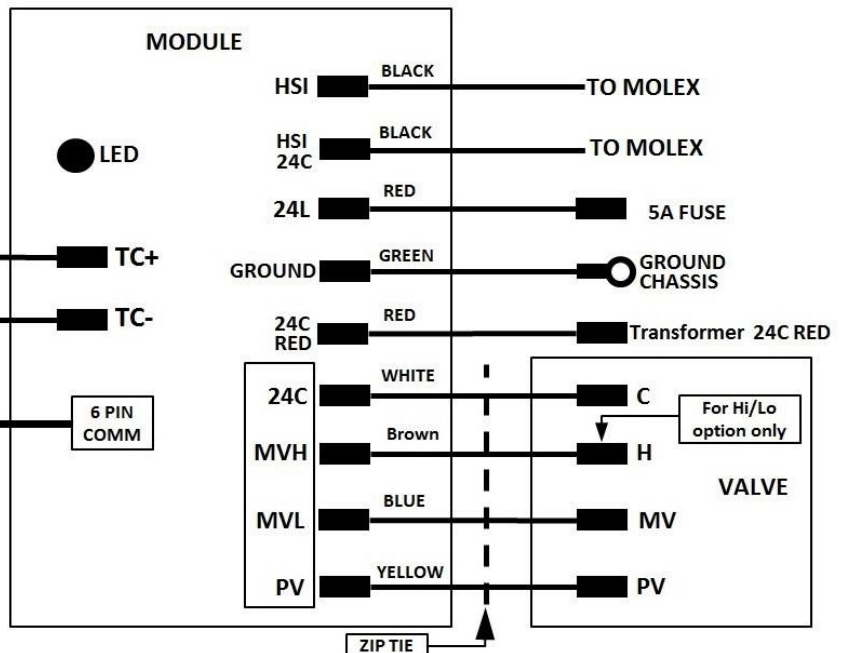 MODULE
HSI
BLACK
TO MOLEX
LED
HSI
24C
BLACK
TO MOLEX
24L
RED
5A FUSE
TC+
GROUND
GREEN
GROUND
CHASSIS
TC-
24C
RED
RED
Transformer 24C RED
6 PIN
COMM
24C
WHITE
C
For Hi/Lo
option only
MVH
Brown
H
VALVE
MVL
BLUE
MV
PV
YELLOW
PV
ZIP TIE